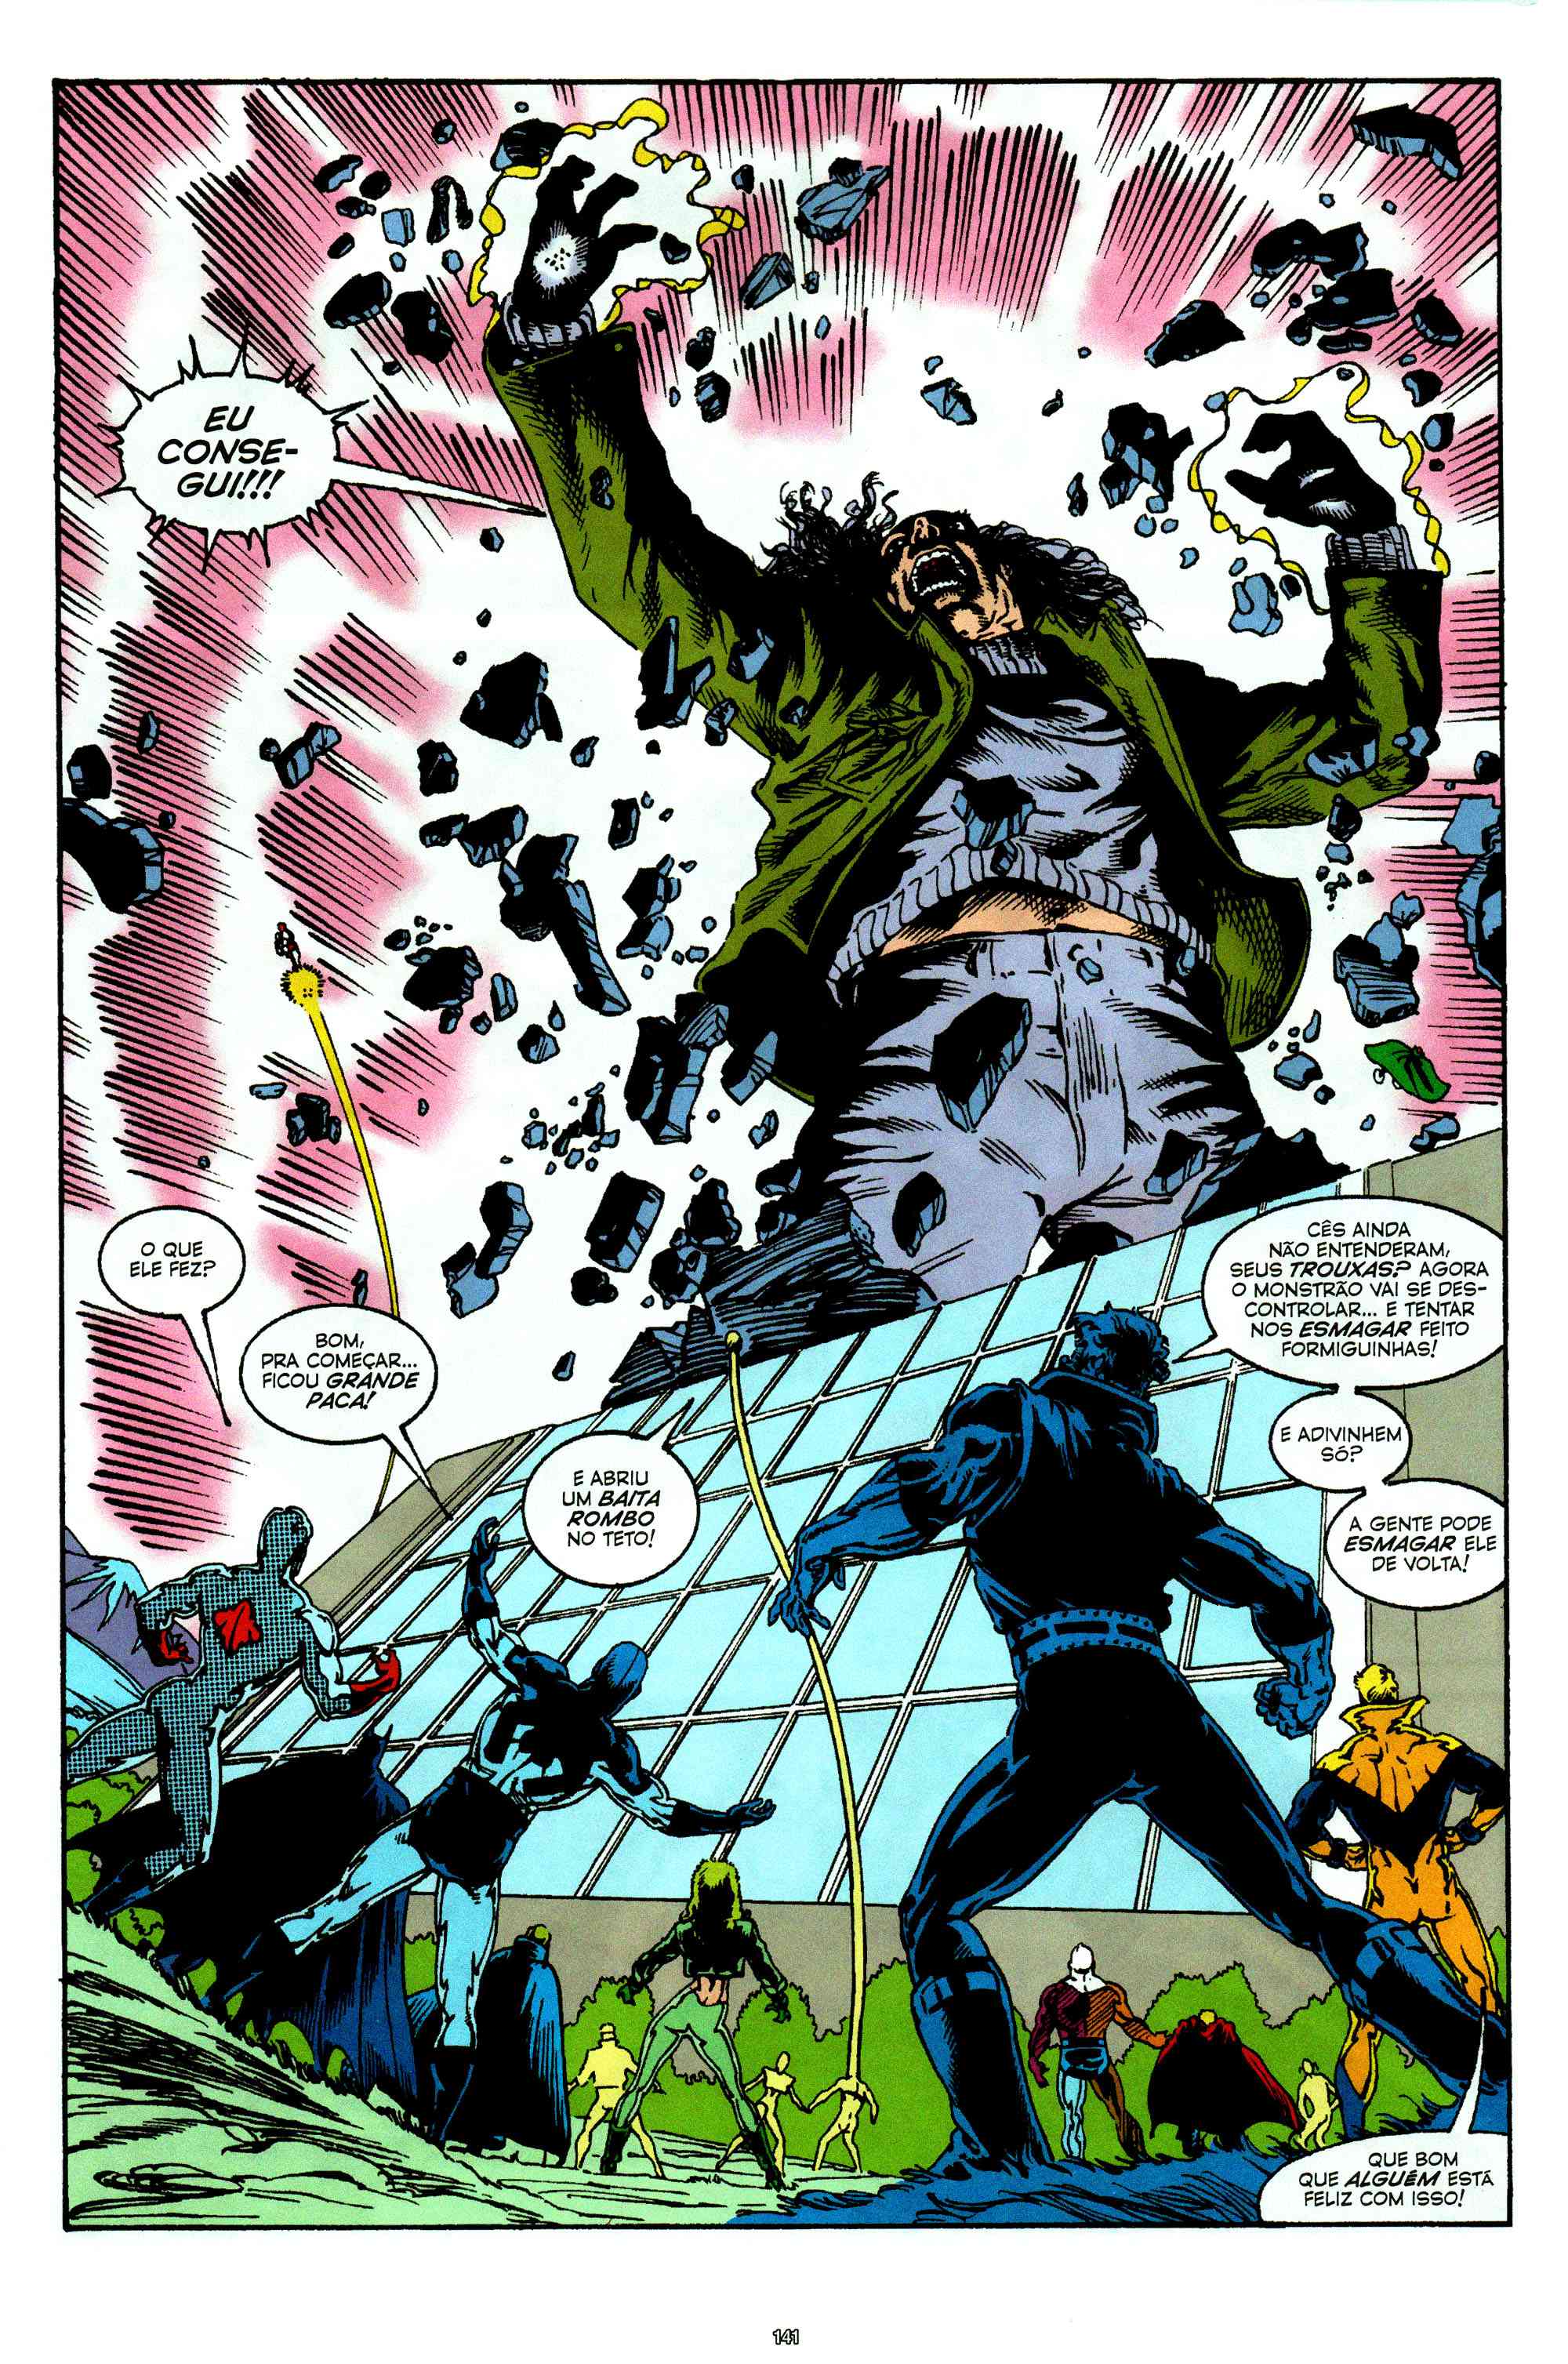 EU
CONSE-
GUI!!!
O QUE
ELE FEZ?
BOM,
PRA COMEÇAR...
FICOU GRANDE
PACA!
E ABRIU
UM BAITA
ROMBO
NO TETO!
CÊS AINDA
NÃO ENTENDERAM,
SEUS TROUXAS? AGORA
O MONSTRÃO VAI SE DES-
CONTROLAR... E TENTAR
NOS ESMAGAR FEITO
FORMIGUINHAS!
E ADIVINHEM
SÓ?
A GENTE PODE
ESMAGAR ELE
DE VOLTA!
QUE BOM
QUE ALGUÉM ESTÁ
FELIZ COM ISSO!
141